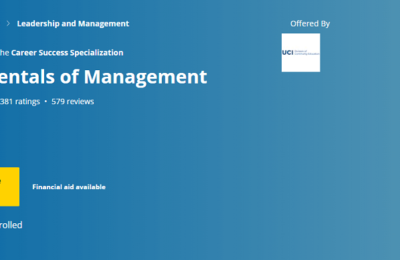 > Leadership and Management
Offered By
he Career Success Specialization
UCI
entals of Management
381 ratings • 579 reviews
Financial aid available
rolled